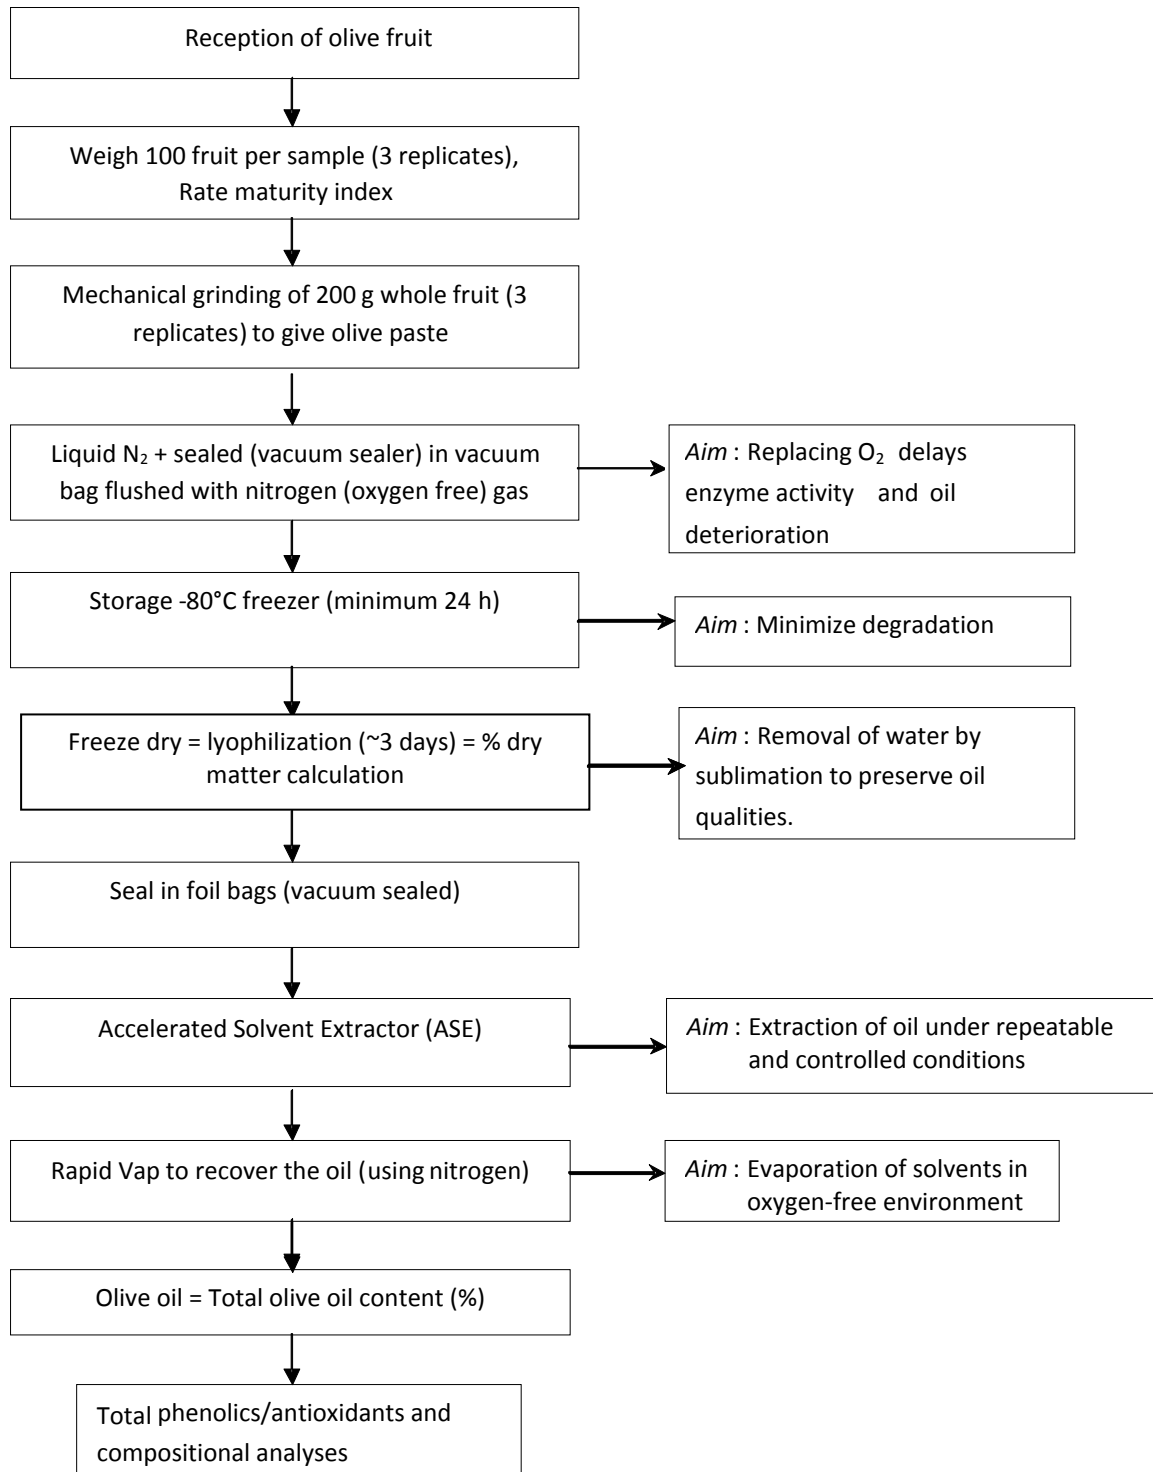 Reception of olive fruit
Weigh 100 fruit per sample (3 replicates),
Rate maturity index
Mechanical grinding of 200 g whole fruit (3
replicates) to give olive paste
Liquid N₂ + sealed (vacuum sealer) in vacuum
bag flushed with nitrogen (oxygen free) gas
Aim : Replacing O₂ delays
enzyme activity and oil
deterioration
Storage -80°C freezer (minimum 24 h)
Aim : Minimize degradation
Freeze dry = lyophilization (~3 days) = % dry
matter calculation
Aim : Removal of water by
sublimation to preserve oil
qualities.
Seal in foil bags (vacuum sealed)
Accelerated Solvent Extractor (ASE)
Aim : Extraction of oil under repeatable
and controlled conditions
Rapid Vap to recover the oil (using nitrogen)
Aim : Evaporation of solvents in
oxygen-free environment
Olive oil = Total olive oil content (%)
Total phenolics/antioxidants and
compositional analyses